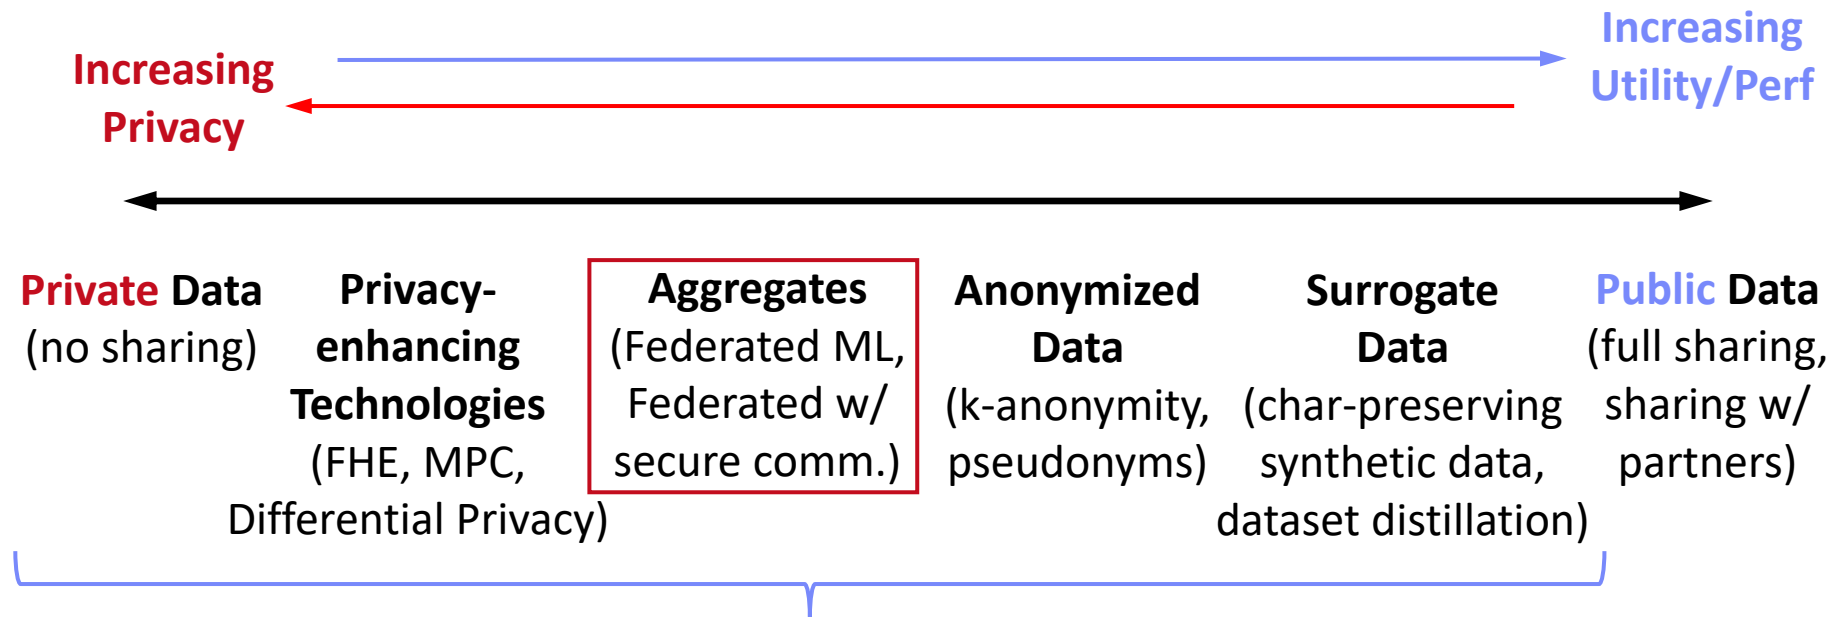 Increasing
Privacy
Increasing
Utility/Perf
Private Data
(no sharing)
Privacy-
enhancing
Technologies
(FHE, MPC,
Differential Privacy)
Aggregates
(Federated ML,
Federated w/
secure comm.)
Anonymized
Data
(k-anonymity,
pseudonyms)
Surrogate
Data
(char-preserving
synthetic data,
dataset distillation)
Public Data
(full sharing,
sharing w/
partners)